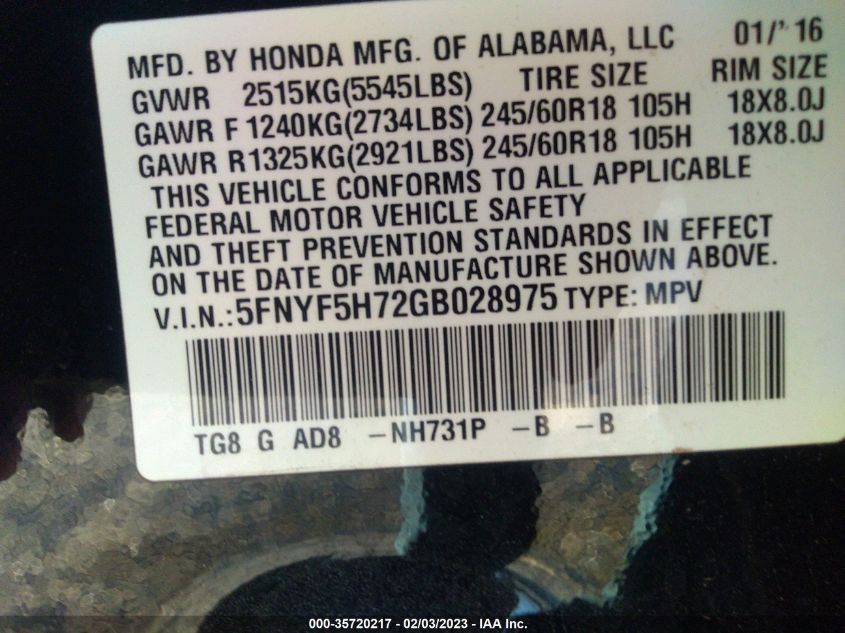 MFD. BY HONDA MFG. OF ALABAMA, LLC 01/'16
GVWR 2515KG(5545LBS) TIRE SIZE RIM SIZE
GAWR F 1240KG(2734LBS) 245/60R18 105H 18X8.0J
GAWR R1325KG(2921LBS) 245/60R18 105H 18X8.0J
THIS VEHICLE CONFORMS TO ALL APPLICABLE
FEDERAL MOTOR VEHICLE SAFETY
AND THEFT PREVENTION STANDARDS IN EFFECT
ON THE DATE OF MANUFACTURE SHOWN ABOVE.
V.I.N.:5FNYF5H72GB028975 TYPE: MPV
TG8 G AD8 -NH731P -B -B
000-35720217 - 02/03/2023 - IAA Inc.